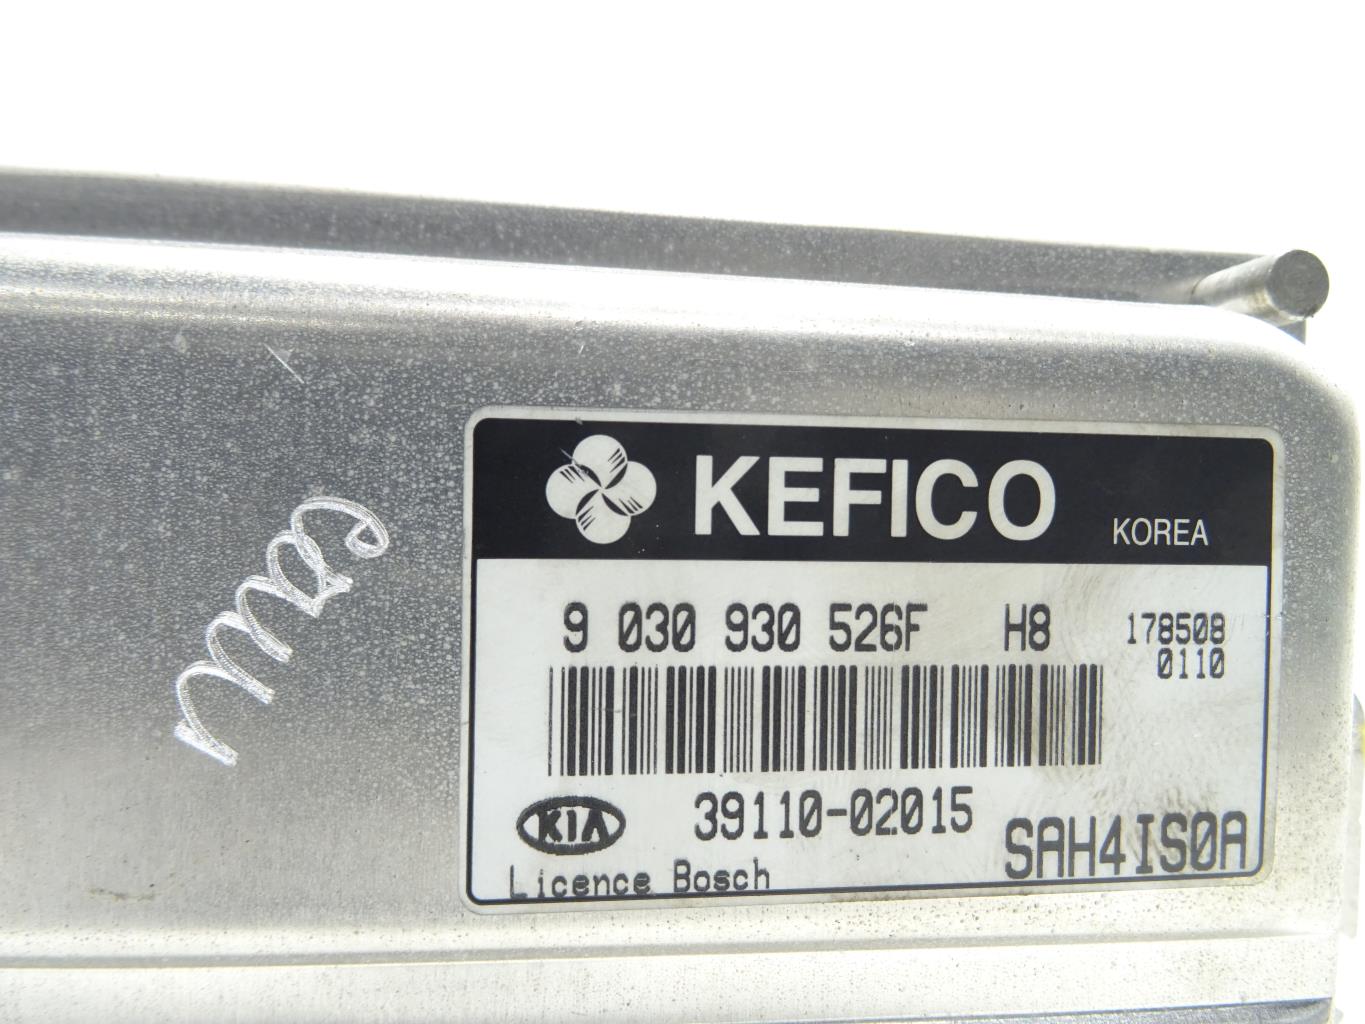 KEFICO KOREA
9 030 930 526F H8 178508
0110
KIA 39110-02015 SAH4IS0A
Licence Bosch